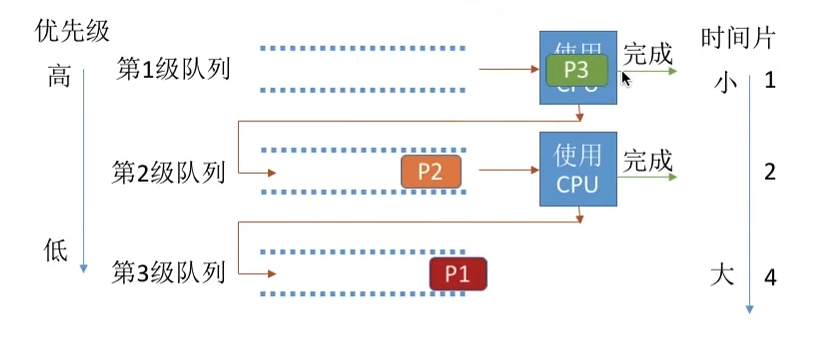 优先级
高
低
第1级队列
使用
CPU
P3
完成
时间片
小
1
第2级队列
P2
使用
CPU
完成
2
第3级队列
P1
大
4